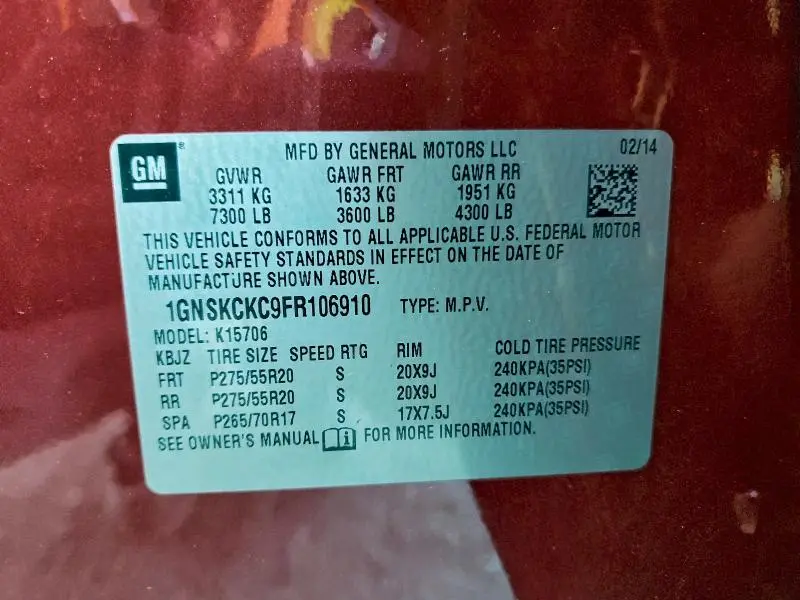 GM ® MFD BY GENERAL MOTORS LLC 02/14
GVWR GAWR FRT GAWR RR
3311 KG 1633 KG 1951 KG
7300 LB 3600 LB 4300 LB
THIS VEHICLE CONFORMS TO ALL APPLICABLE U.S. FEDERAL MOTOR
VEHICLE SAFETY STANDARDS IN EFFECT ON THE DATE OF
MANUFACTURE SHOWN ABOVE.
1GNSKCKC9FR106910 TYPE: M.P.V.
MODEL: K15706
KBJZ TIRE SIZE SPEED RTG RIM COLD TIRE PRESSURE
FRT P275/55R20 S 20X9J 240KPA(35PSI)
RR P275/55R20 S 20X9J 240KPA(35PSI)
SPA P265/70R17 S 17X7.5J 240KPA(35PSI)
SEE OWNER'S MANUAL FOR MORE INFORMATION.